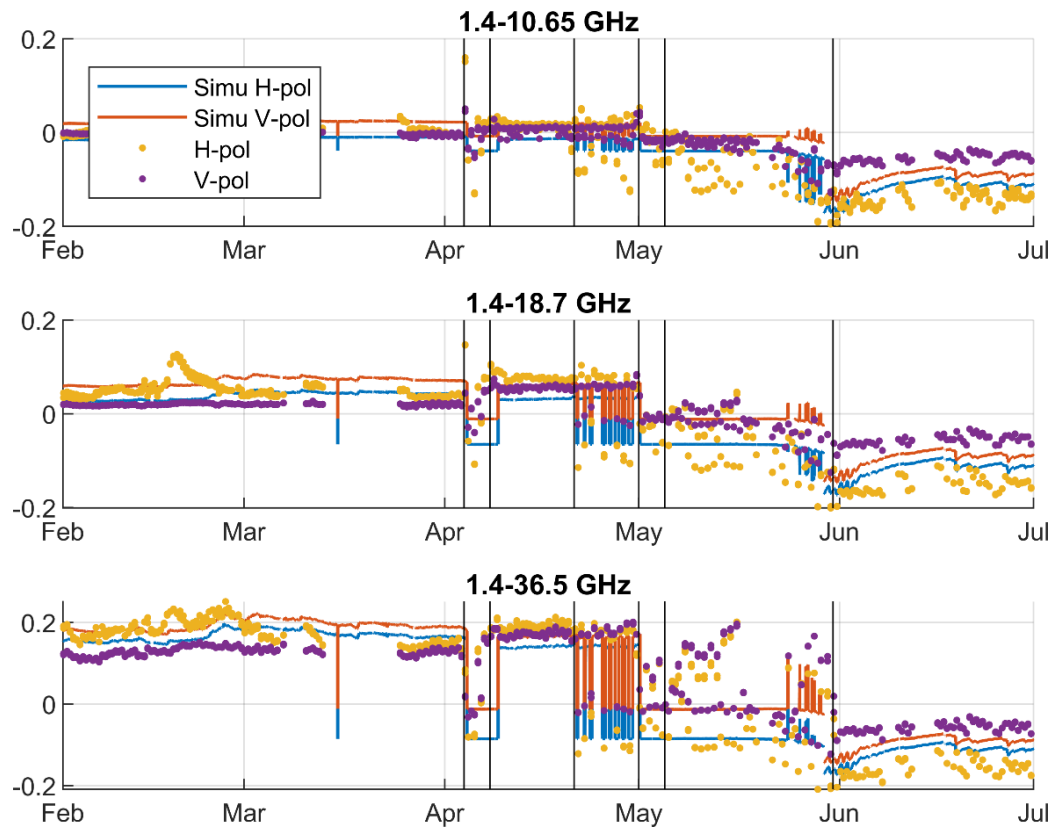 1.4-10.65 GHz
0.2
0
-0.2
Simu H-pol
Simu V-pol
H-pol
V-pol
Feb Mar Apr May Jun Jul
1.4-18.7 GHz
0.2
0
-0.2
Feb Mar Apr May Jun Jul
1.4-36.5 GHz
0.2
0
-0.2
Feb Mar Apr May Jun Jul